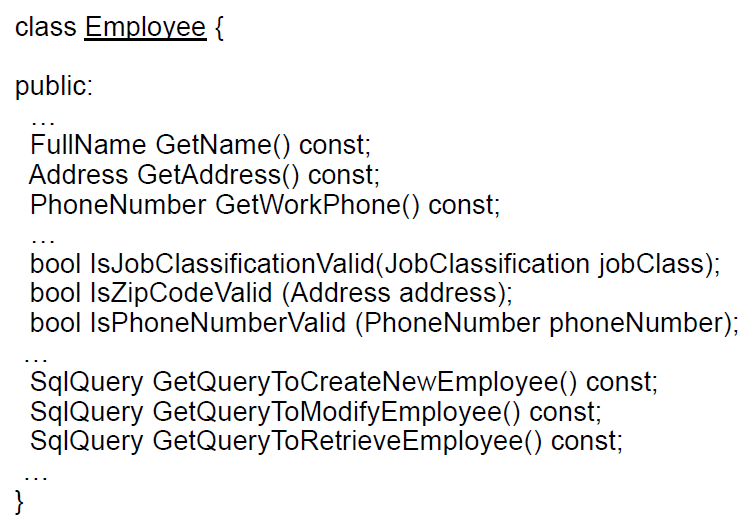 class Employee {
public:
...
FullName GetName() const;
Address GetAddress() const;
PhoneNumber GetWorkPhone() const;
...
bool IsJobClassificationValid(JobClassification jobClass);
bool IsZipCodeValid (Address address);
bool IsPhoneNumberValid (PhoneNumber phoneNumber);
...
SqlQuery GetQueryToCreateNewEmployee() const;
SqlQuery GetQueryToModifyEmployee() const;
SqlQuery GetQueryToRetrieveEmployee() const;
...
}